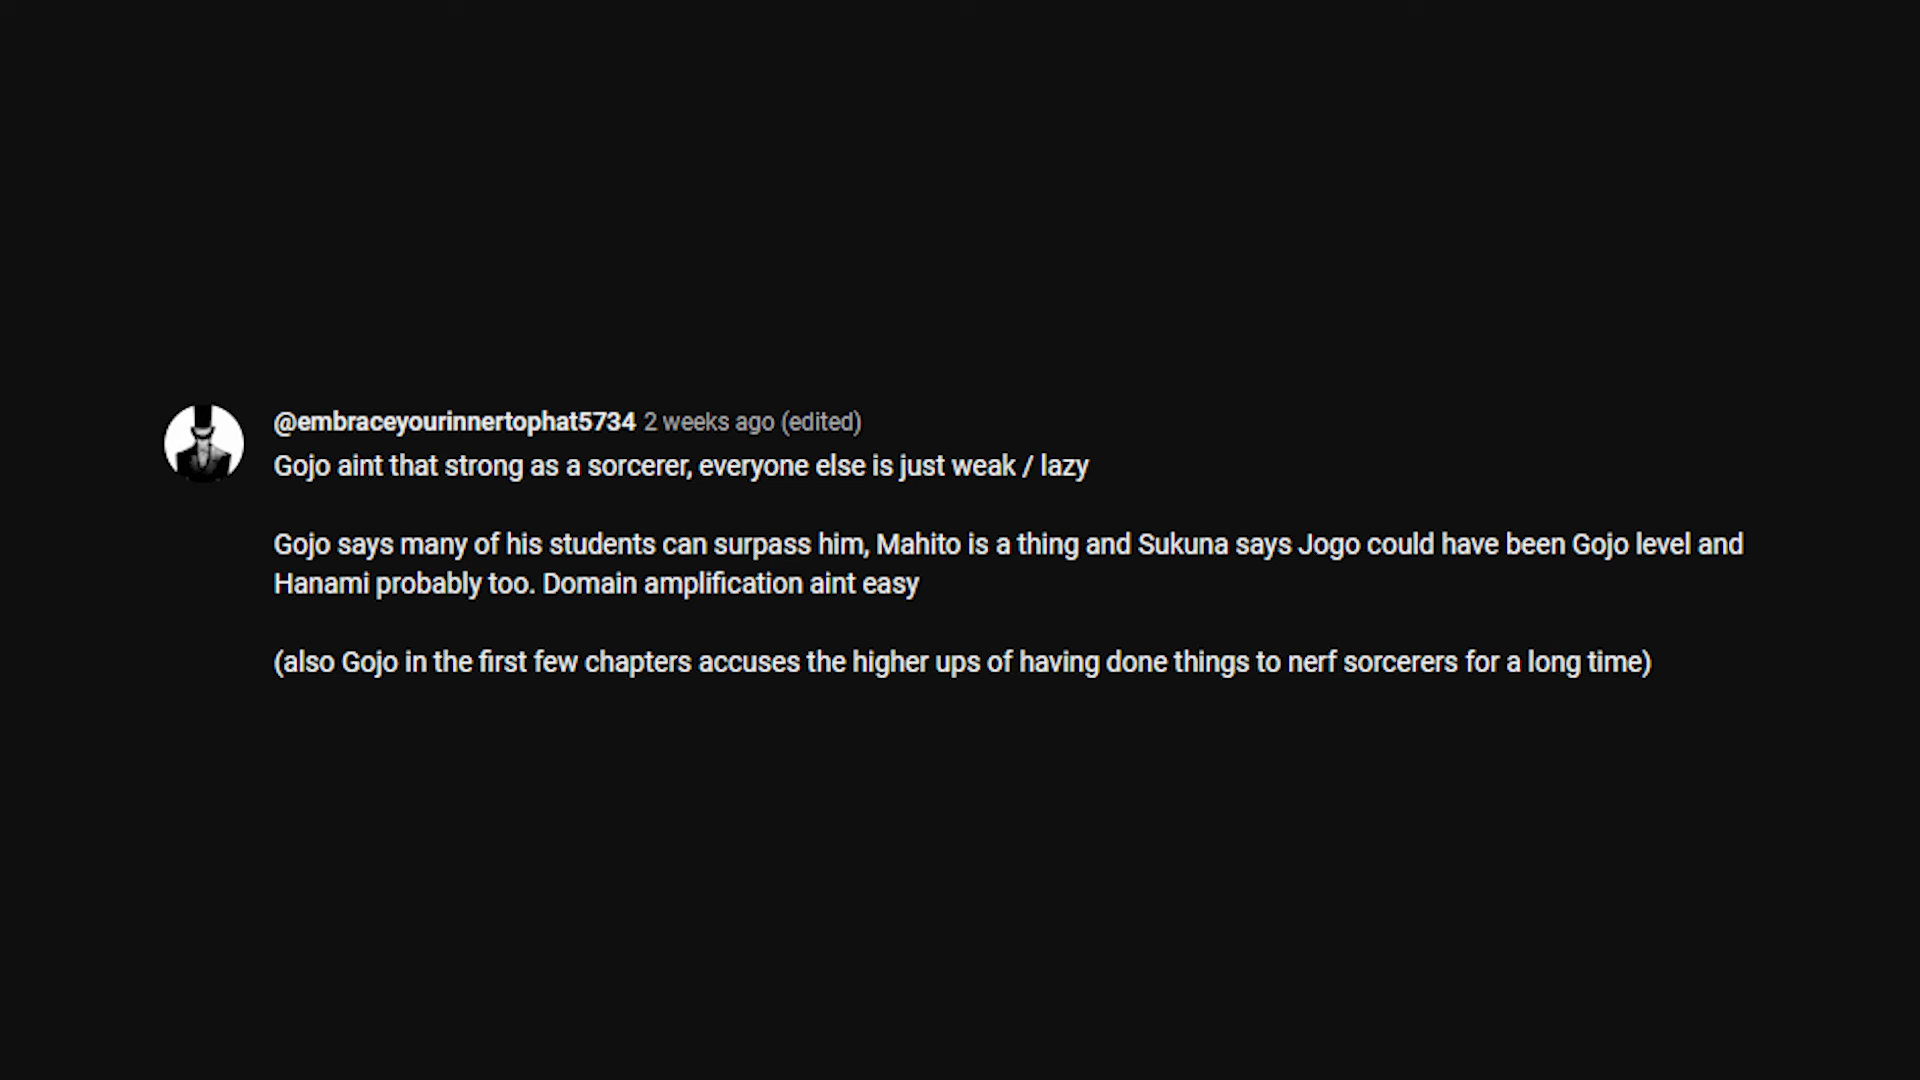 @embraceyourinnertophat5734 2 weeks ago (edited)
Gojo aint that strong as a sorcerer, everyone else is just weak / lazy
Gojo says many of his students can surpass him, Mahito is a thing and Sukuna says Jogo could have been Gojo level and
Hanami probably too. Domain amplification aint easy
(also Gojo in the first few chapters accuses the higher ups of having done things to nerf sorcerers for a long time)